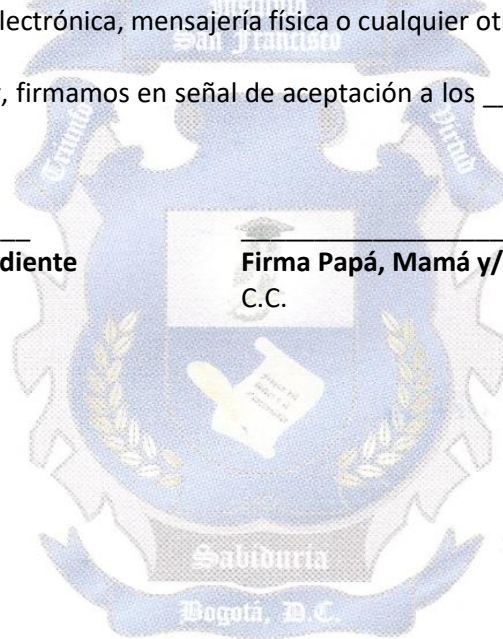 lectrónica, mensajería física o cualquier ot
San Francisco
, firmamos en señal de aceptación a los __
Virtud
diente
Firma Papá, Mamá y/
C.C.
Sabiduría
Bogotá, D.C.